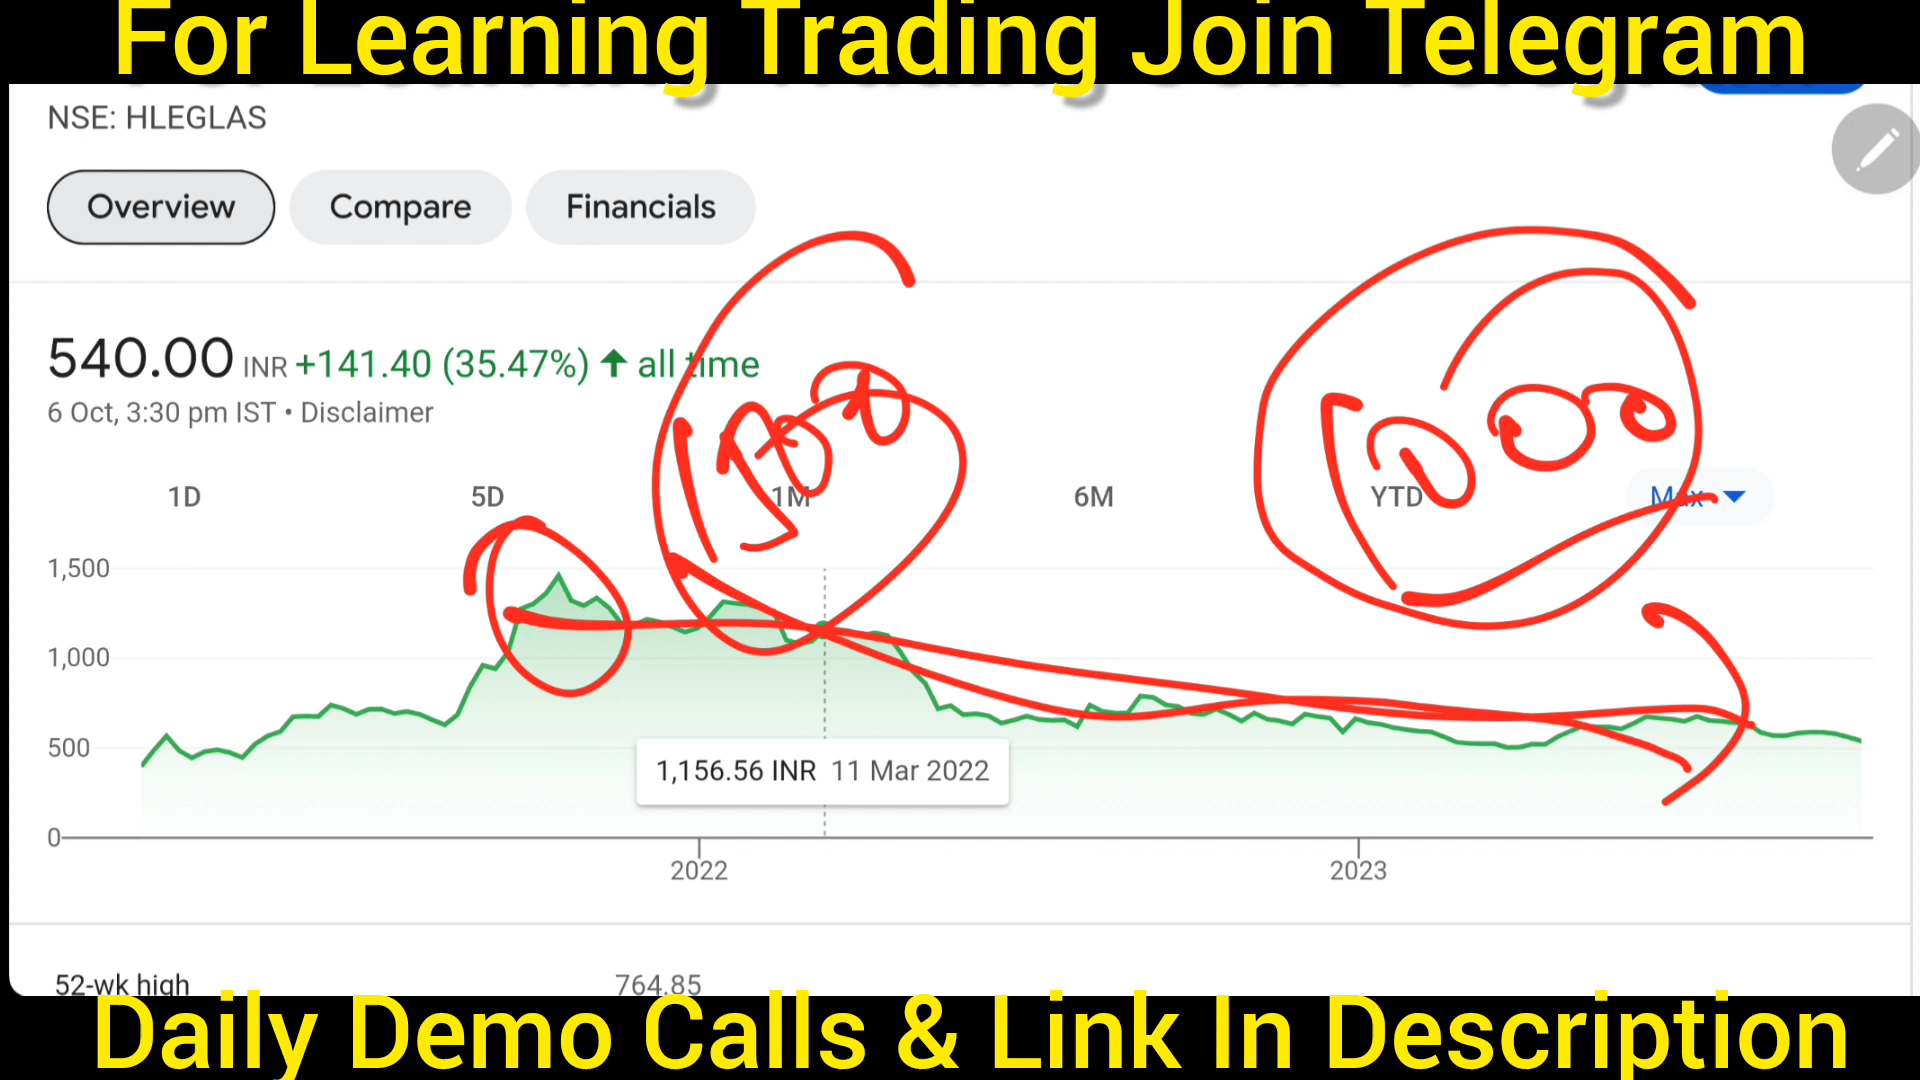 For Learning Trading Join Telegram
NSE: HLEGLAS
Overview Compare Financials
540.00 INR +141.40 (35.47%) ↑ all time
6 Oct, 3:30 pm IST • Disclaimer
1D 5D 1M 6M YTD Max
1,500
1,000
500
0
1,156.56 INR 11 Mar 2022
2022 2023
52-wk high 764.85
Daily Demo Calls & Link In Description